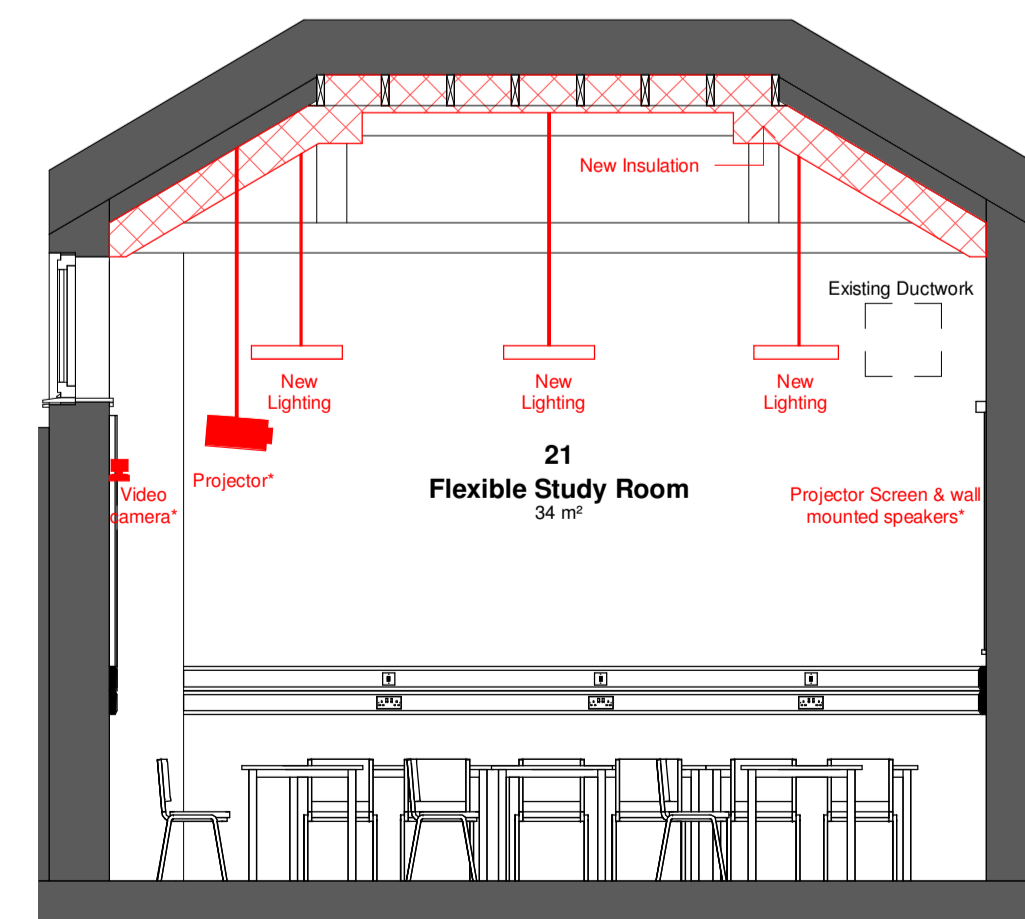 New Insulation
Existing Ductwork
New
Lighting
New
Lighting
New
Lighting
21
Flexible Study Room
34 m²
Projector*
Video
camera*
Projector Screen & wall
mounted speakers*